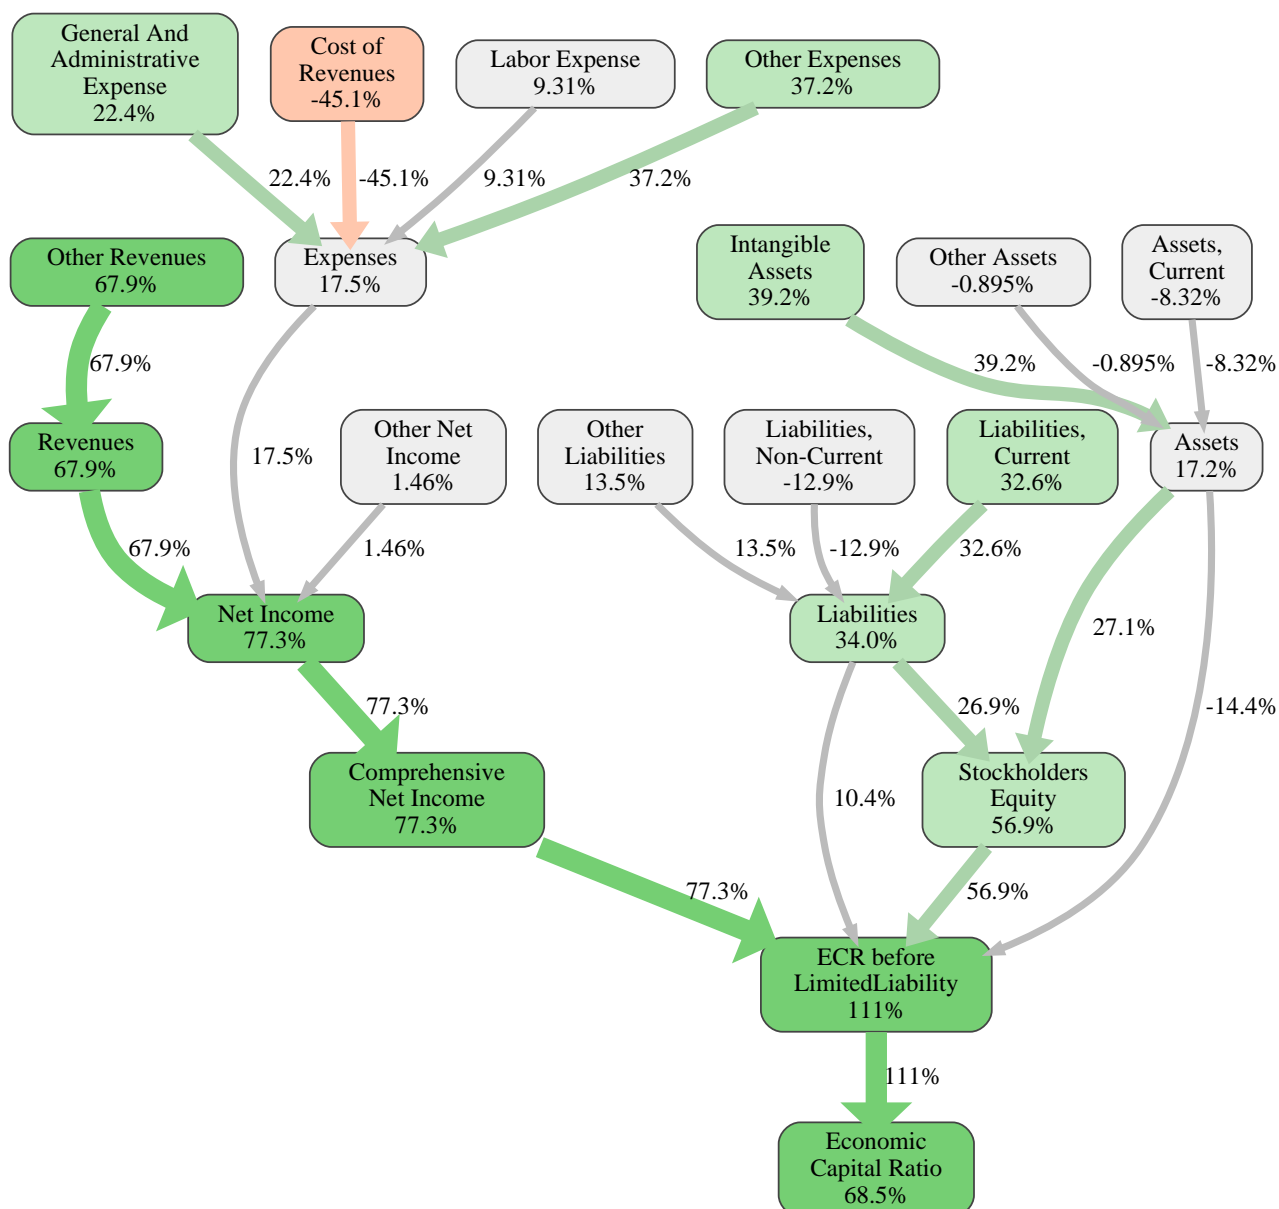 General And
Administrative
Expense
22.4%
Cost of
Revenues
-45.1%
Labor Expense
9.31%
Other Expenses
37.2%
22.4%
-45.1%
9.31%
37.2%
Other Revenues
67.9%
Expenses
17.5%
Intangible
Assets
39.2%
Other Assets
-0.895%
Assets,
Current
-8.32%
67.9%
39.2%
-0.895%
-8.32%
Revenues
67.9%
17.5%
Other Net
Income
1.46%
Other
Liabilities
13.5%
Liabilities,
Non-Current
-12.9%
Liabilities,
Current
32.6%
Assets
17.2%
67.9%
1.46%
13.5%
-12.9%
32.6%
Net Income
77.3%
Liabilities
34.0%
27.1%
77.3%
26.9%
-14.4%
Comprehensive
Net Income
77.3%
10.4%
Stockholders
Equity
56.9%
77.3%
56.9%
ECR before
LimitedLiability
111%
111%
Economic
Capital Ratio
68.5%